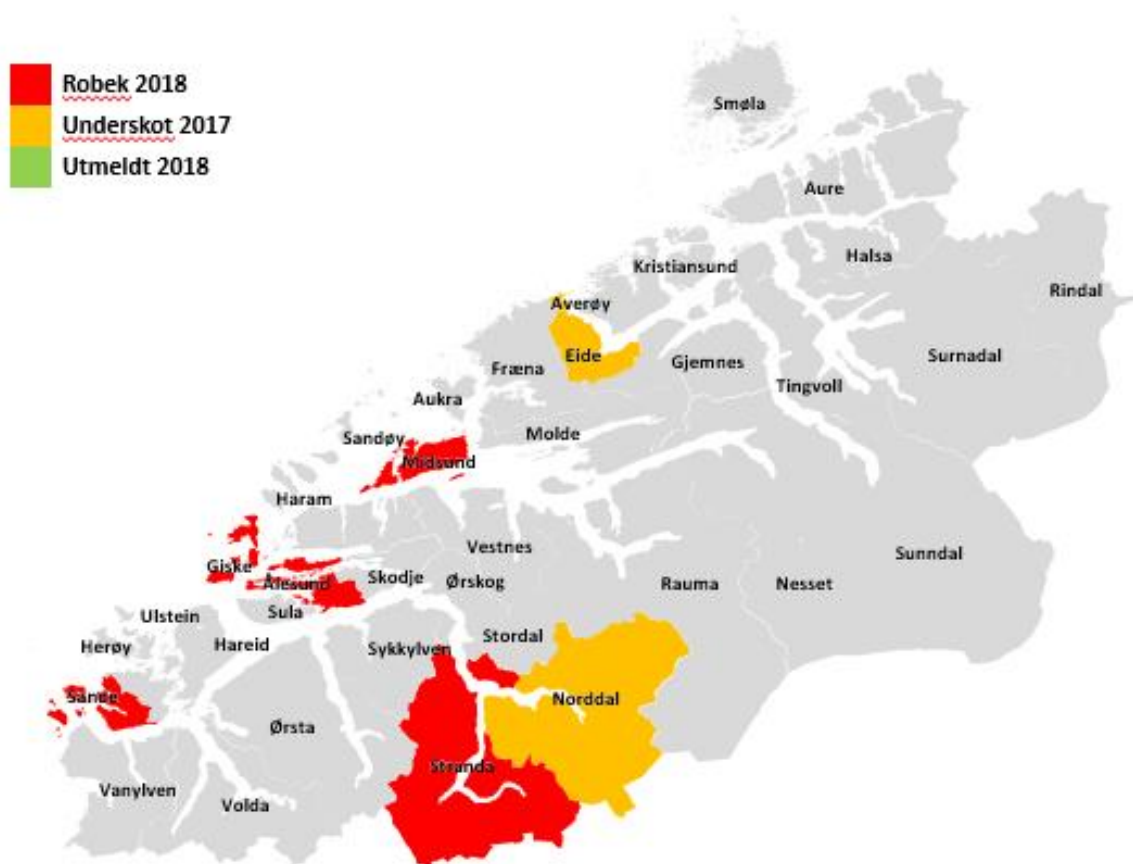 Robek 2018
Underskot 2017
Utmeldt 2018
Smøla
Aure
Halsa
Kristiansund
Rindal
Averøy
Eide
Surnadal
Gjemnes
Fræna
Tingvoll
Aukra
Molde
Sandøy
Midsund
Haram
Vestnes
Sunndal
Giske
Ålesund
Skodje
Ørskog
Rauma
Nesset
Sula
Ulstein
Hareid
Stordal
Herøy
Sykkylven
Sande
Norddal
Ørsta
Stranda
Vanylven
Volda